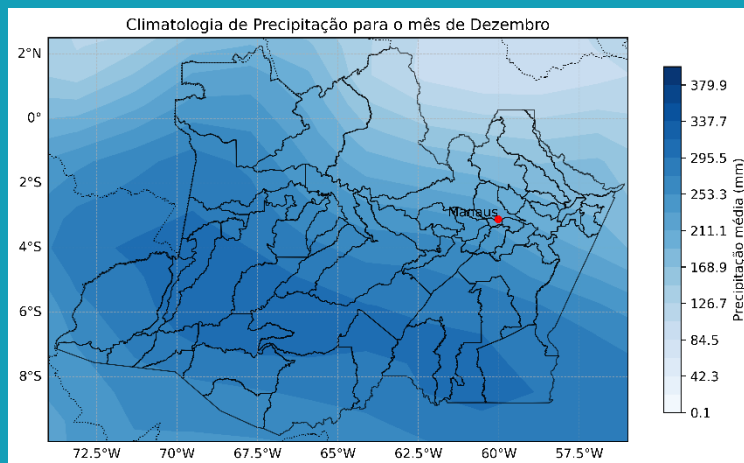 Climatologia de Precipitação para o mês de Dezembro
2°N
0°
2°S
4°S
6°S
8°S
Manaus
72.5°W 70°W 67.5°W 65°W 62.5°W 60°W 57.5°W
379.9
337.7
295.5
253.3
211.1
168.9
126.7
84.5
42.3
0.1
Precipitação média (mm)